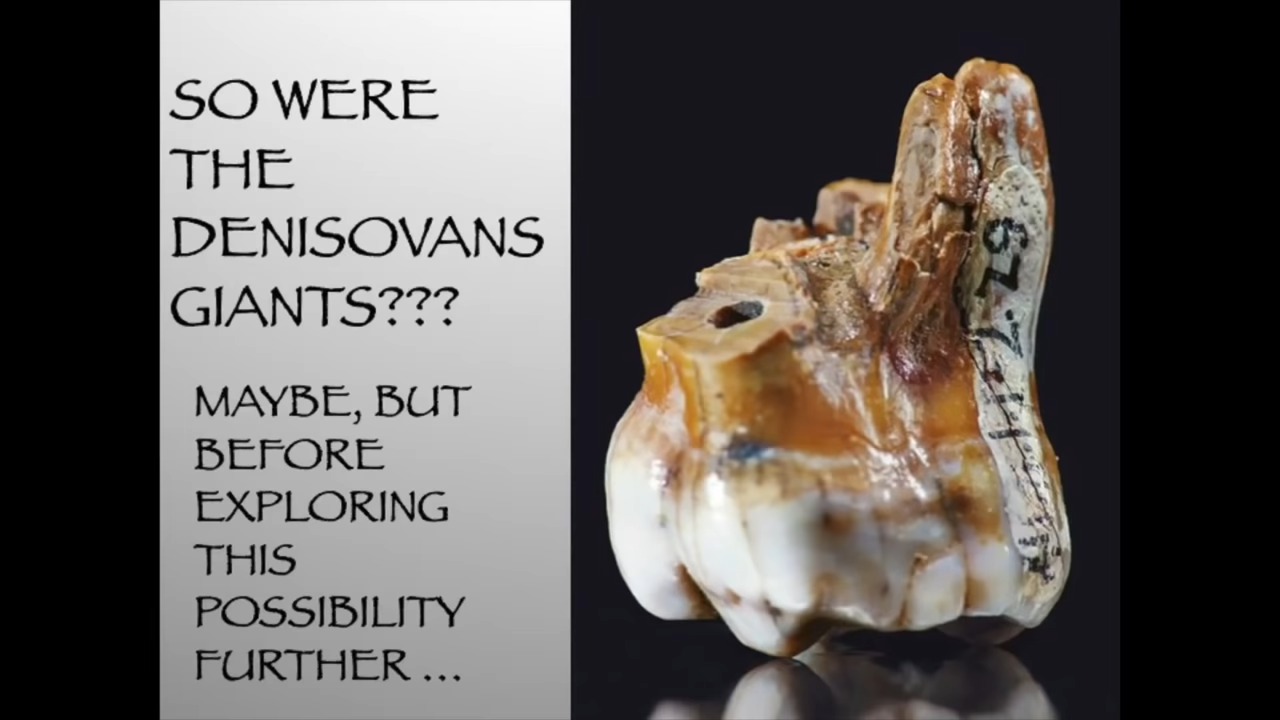 SO WERE
THE
DENISOVANS
GIANTS???
MAYBE, BUT
BEFORE
EXPLORING
THIS
POSSIBILITY
FURTHER ...